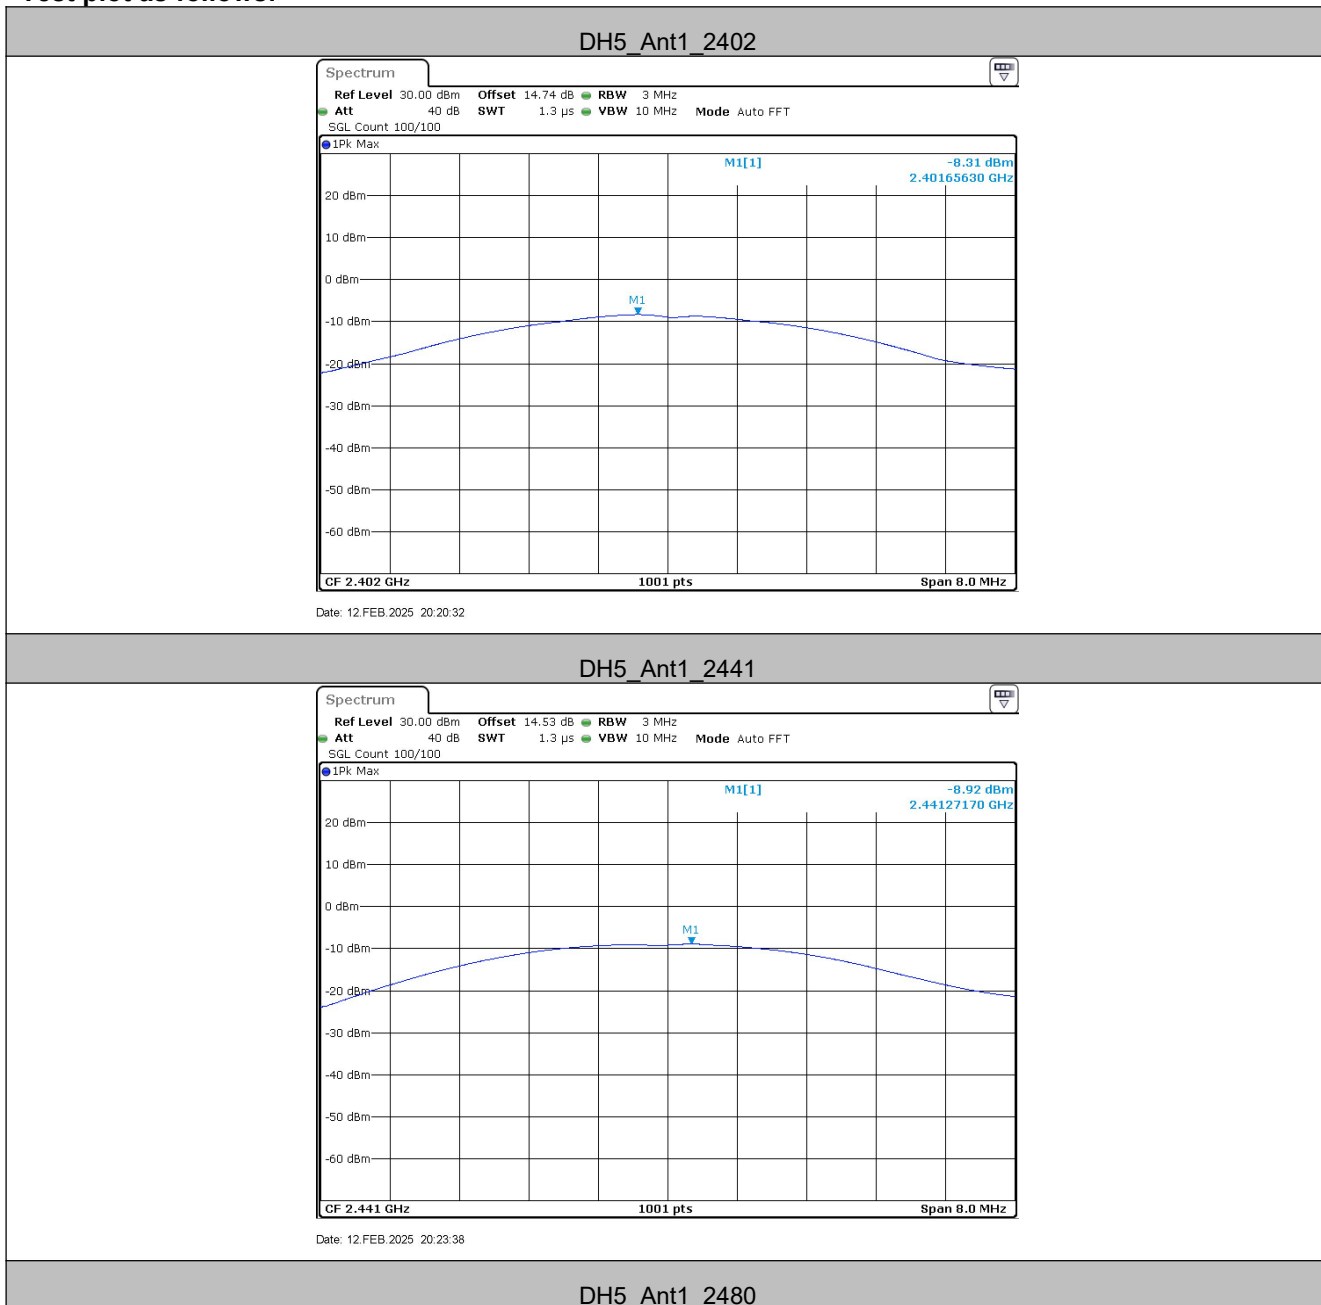 Test plot as follows:
DH5_Ant1_2402
Spectrum
Ref Level 30.00 dBm Offset 14.74 dB RBW 3 MHz
Att 40 dB SWT 1.3 µs VBW 10 MHz Mode Auto FFT
SGL Count 100/100
1Pk Max
M1[1] -8.31 dBm
2.40165630 GHz
20 dBm
10 dBm
0 dBm
M1
-10 dBm
-20 dBm
-30 dBm
-40 dBm
-50 dBm
-60 dBm
CF 2.402 GHz 1001 pts Span 8.0 MHz
Date: 12.FEB.2025 20:20:32
DH5_Ant1_2441
Spectrum
Ref Level 30.00 dBm Offset 14.53 dB RBW 3 MHz
Att 40 dB SWT 1.3 µs VBW 10 MHz Mode Auto FFT
SGL Count 100/100
1Pk Max
M1[1] -8.92 dBm
2.44127170 GHz
20 dBm
10 dBm
0 dBm
M1
-10 dBm
-20 dBm
-30 dBm
-40 dBm
-50 dBm
-60 dBm
CF 2.441 GHz 1001 pts Span 8.0 MHz
Date: 12.FEB.2025 20:23:38
DH5_Ant1_2480